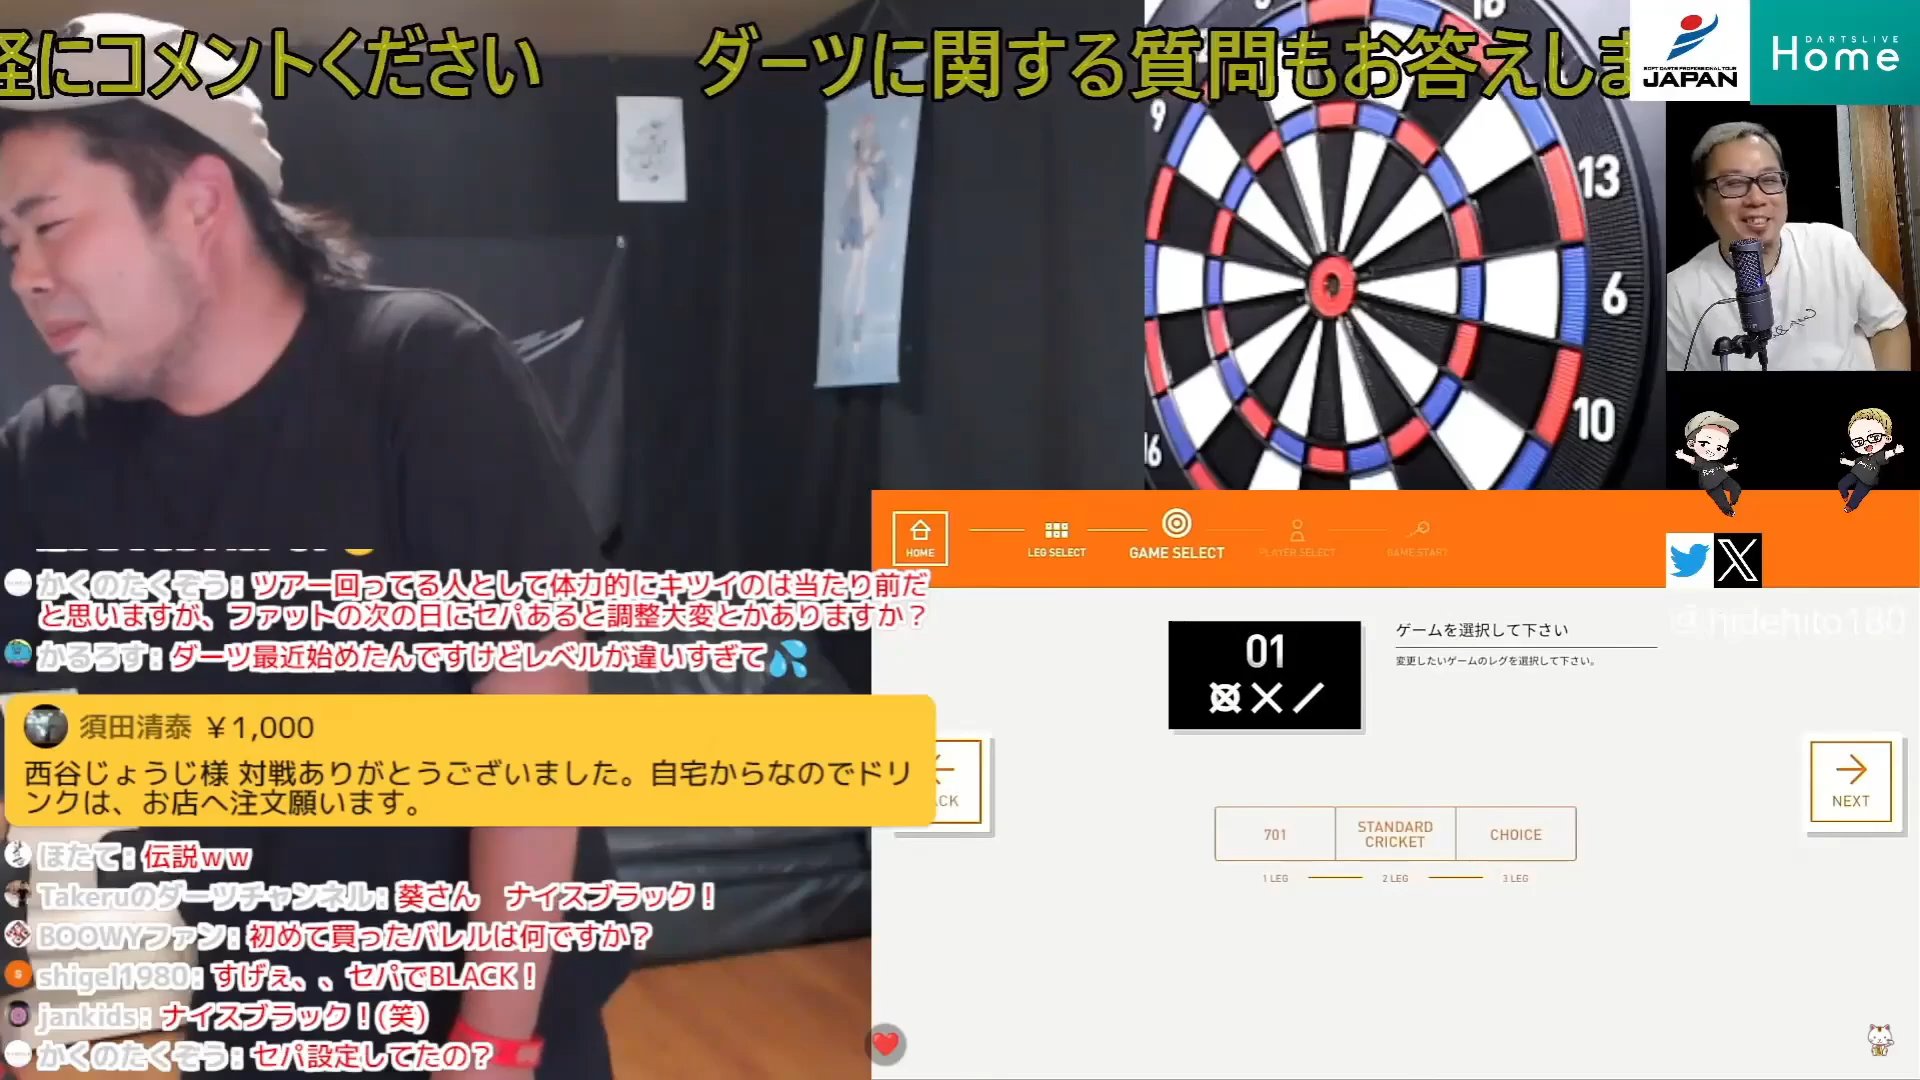 軽にコメントください ダーツに関する質問もお答えしま
SOFT DARTS PROFESSIONAL TOUR
JAPAN
DARTSLIVE
Home
9
16
13
6
10
16
HOME
LEG SELECT
GAME SELECT
PLAYER SELECT
GAME START
hidehito180
かくのたくぞう: ツアー回ってる人として体力的にキツイのは当たり前だ
と思いますが、ファットの次の日にセパあると調整大変とかありますか？
かるろす: ダーツ最近始めたんですけどレベルが違いすぎて💦
須田清泰 ￥1,000
西谷じょうじ様 対戦ありがとうございました。自宅からなのでドリ
ンクは、お店へ注文願います。
ほたて: 伝説ｗｗ
Takeruのダーツチャンネル: 葵さん　ナイスブラック！
BOOWYファン: 初めて買ったバレルは何ですか？
shigel1980: すげぇ、、セパでBLACK！
jankids: ナイスブラック！(笑)
かくのたくぞう: セパ設定してたの？
01
ゲームを選択して下さい
変更したいゲームのレグを選択して下さい。
NEXT
701
STANDARD
CRICKET
CHOICE
1 LEG
2 LEG
3 LEG